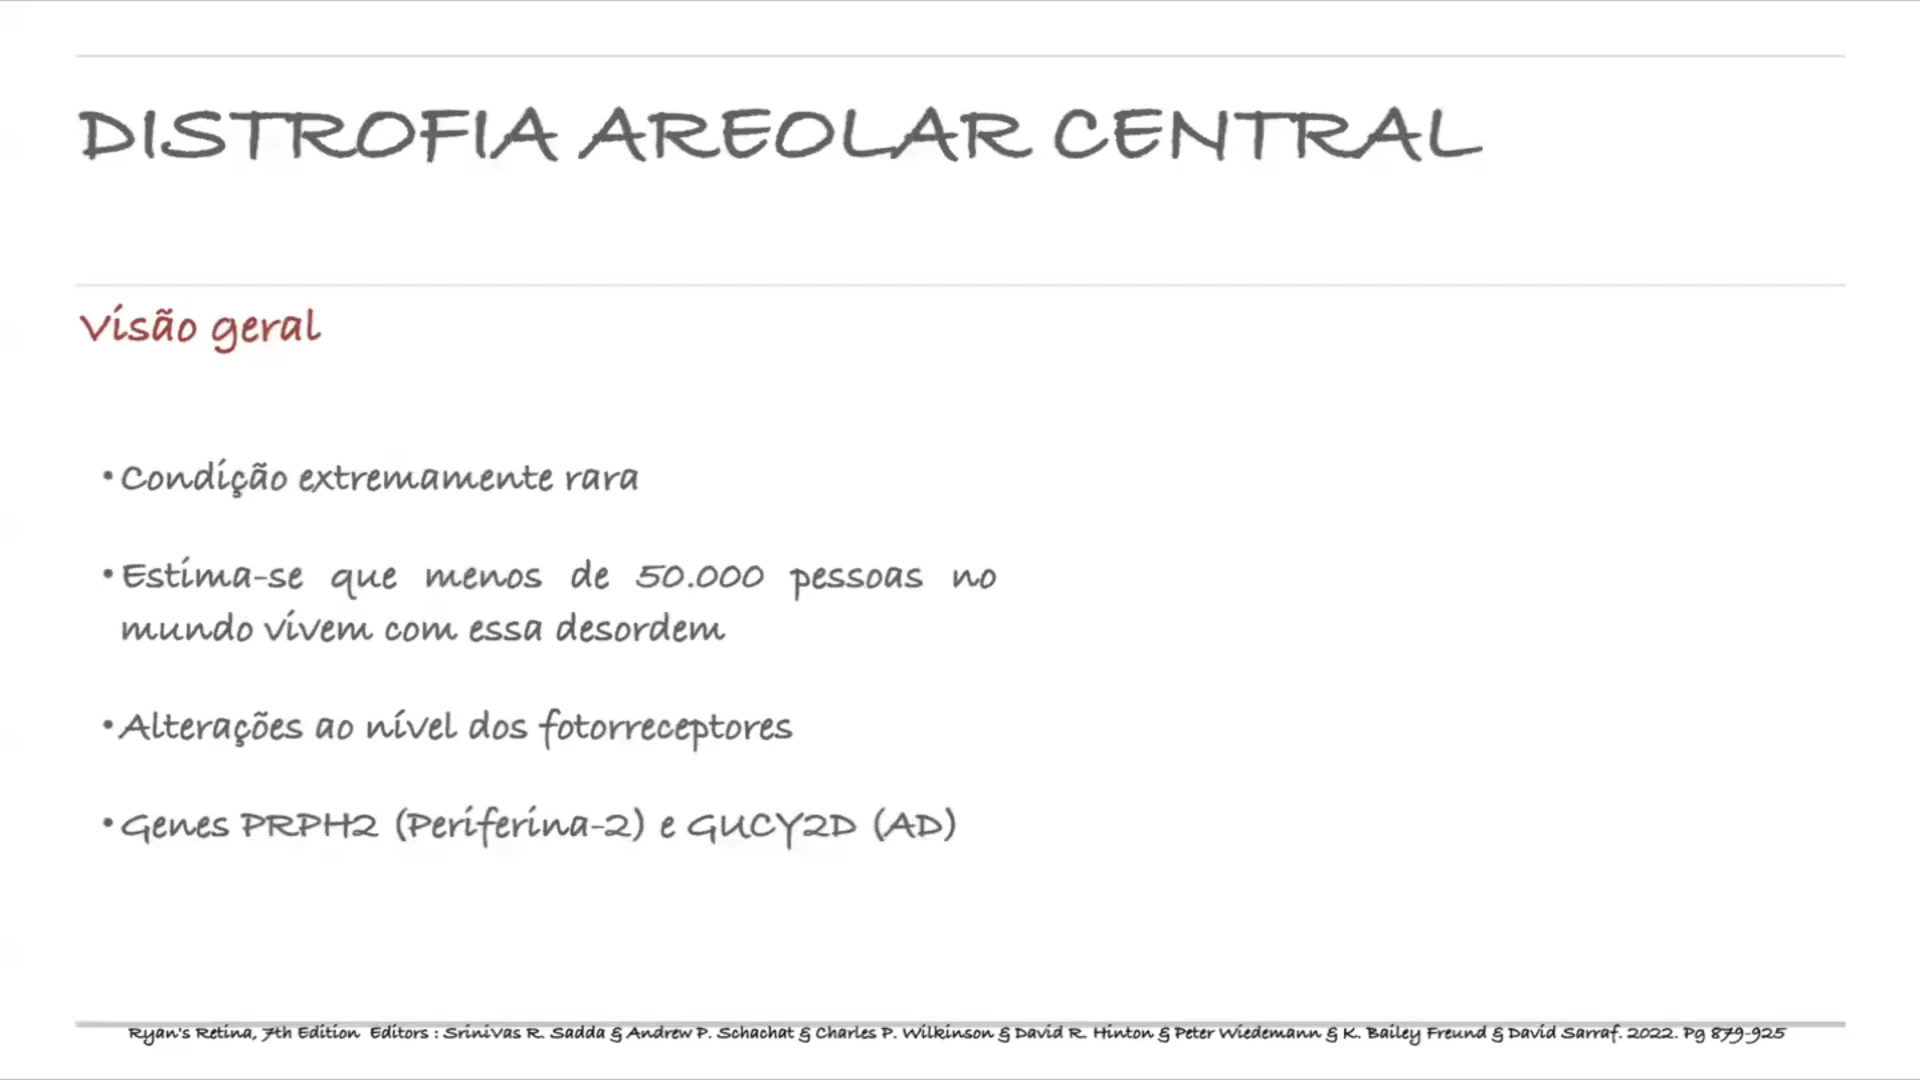 DISTROFIA AREOLAR CENTRAL
Visão geral
• Condição extremamente rara
• Estima-se que menos de 50.000 pessoas no
mundo vivem com essa desordem
• Alterações ao nível dos fotorreceptores
• Genes PRPH2 (Periferina-2) e GUCY2D (AD)
Ryan's Retina, 7th Edition Editors : SriniVas R. Sadda & Andrew P. Schachat & Charles P. Wilkinson & David R. Hinton & Peter Wiedemann & K. Bailey Freund & David Sarraf. 2022. Pg 879-925